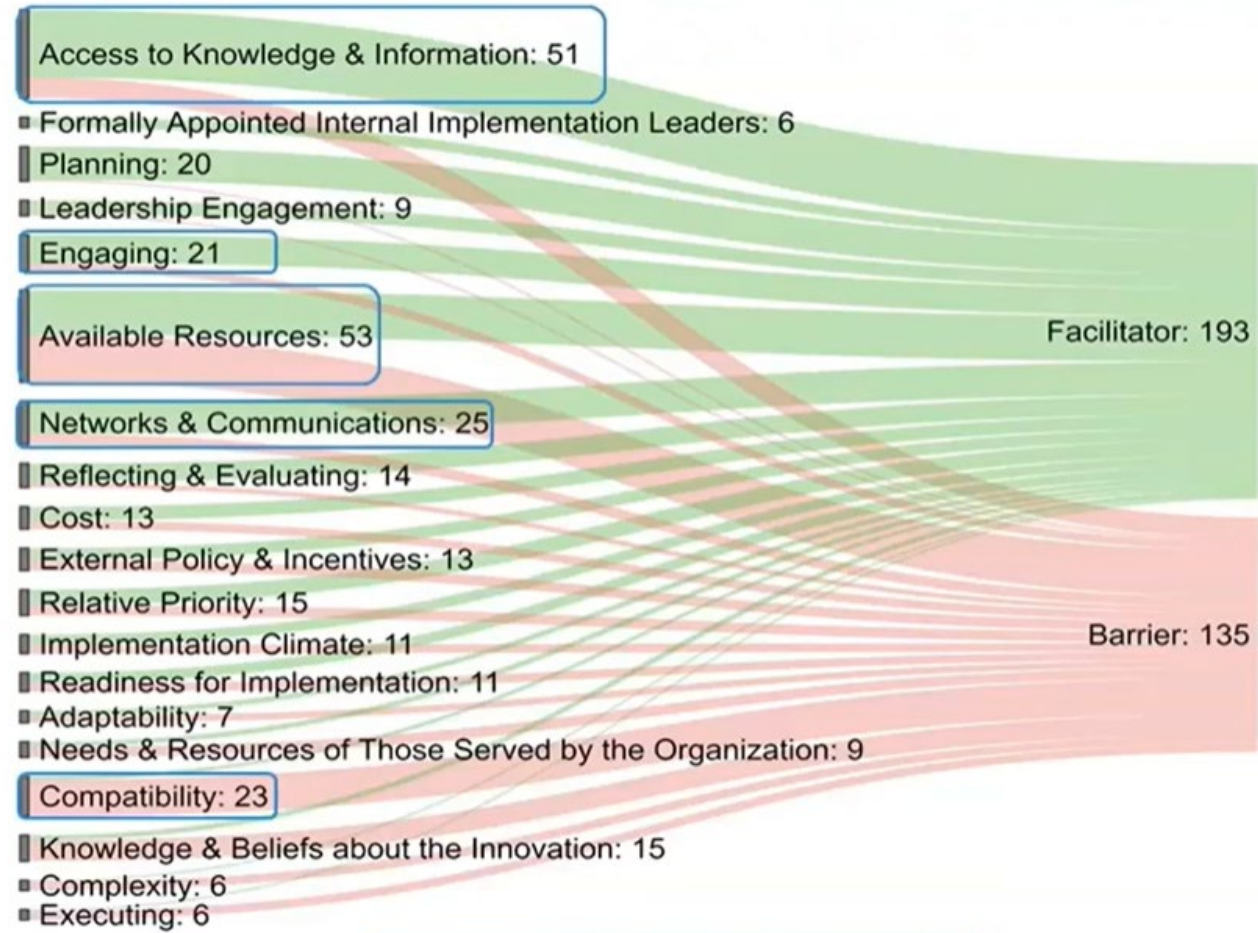 Access to Knowledge & Information: 51
Formally Appointed Internal Implementation Leaders: 6
Planning: 20
Leadership Engagement: 9
Engaging: 21
Available Resources: 53
Facilitator: 193
Networks & Communications: 25
Reflecting & Evaluating: 14
Cost: 13
External Policy & Incentives: 13
Relative Priority: 15
Barrier: 135
Implementation Climate: 11
Readiness for Implementation: 11
Adaptability: 7
Needs & Resources of Those Served by the Organization: 9
Compatibility: 23
Knowledge & Beliefs about the Innovation: 15
Complexity: 6
Executing: 6